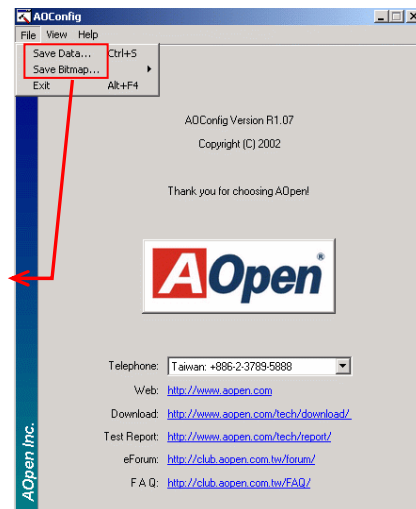 AOConfig
File View Help
Save Data... Ctrl+S
Save Bitmap...
Exit Alt+F4
AOConfig Version R1.07
Copyright (C) 2002
Thank you for choosing AOpen!
AOpen®
Telephone: Taiwan: +886-2-3789-5888
Web: http://www.aopen.com
Download: http://www.aopen.com/tech/download/
Test Report: http://www.aopen.com/tech/report/
eForum: http://club.aopen.com.tw/forum/
F A Q: http://club.aopen.com.tw/FAQ/
AOpen Inc.